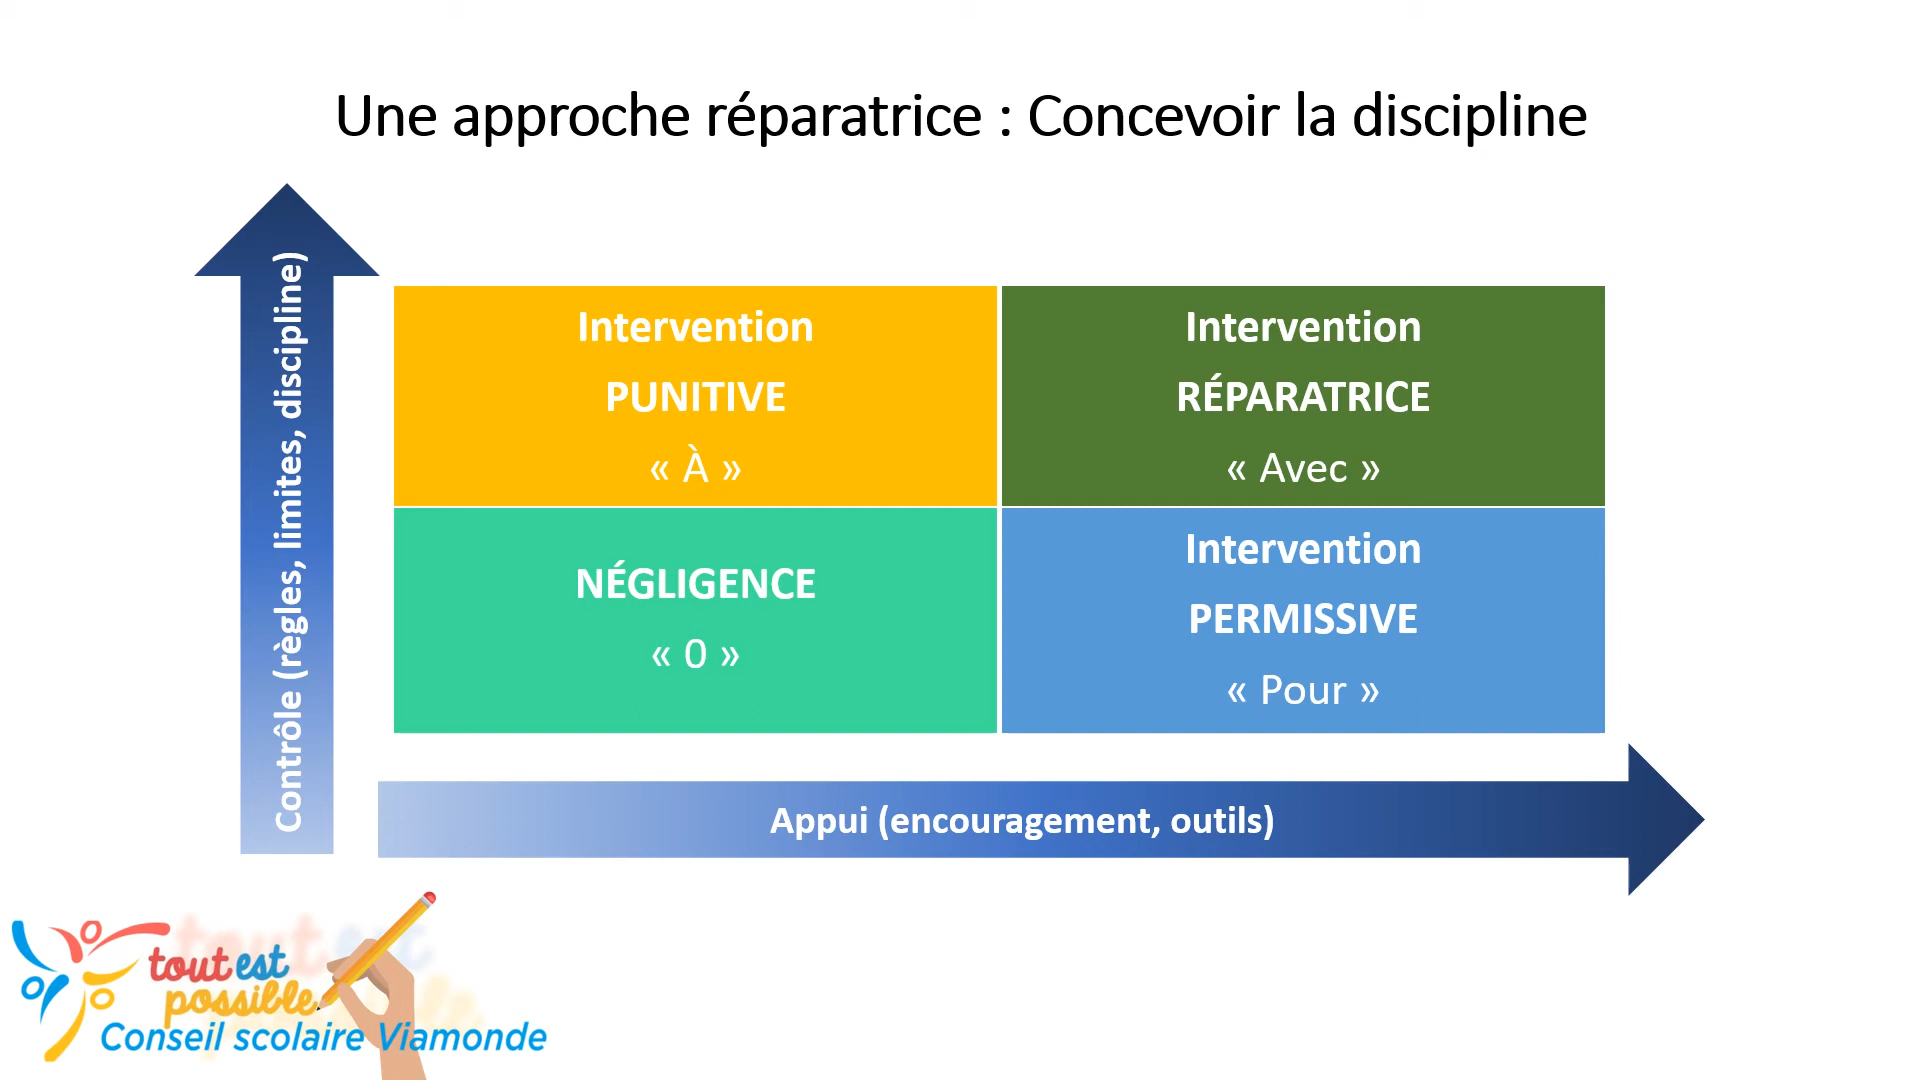 Une approche réparatrice : Concevoir la discipline
Contrôle (règles, limites, discipline)
Intervention
PUNITIVE
« À »
Intervention
RÉPARATRICE
« Avec »
NÉGLIGENCE
« 0 »
Intervention
PERMISSIVE
« Pour »
Appui (encouragement, outils)
tout est
possible
Conseil scolaire Viamonde